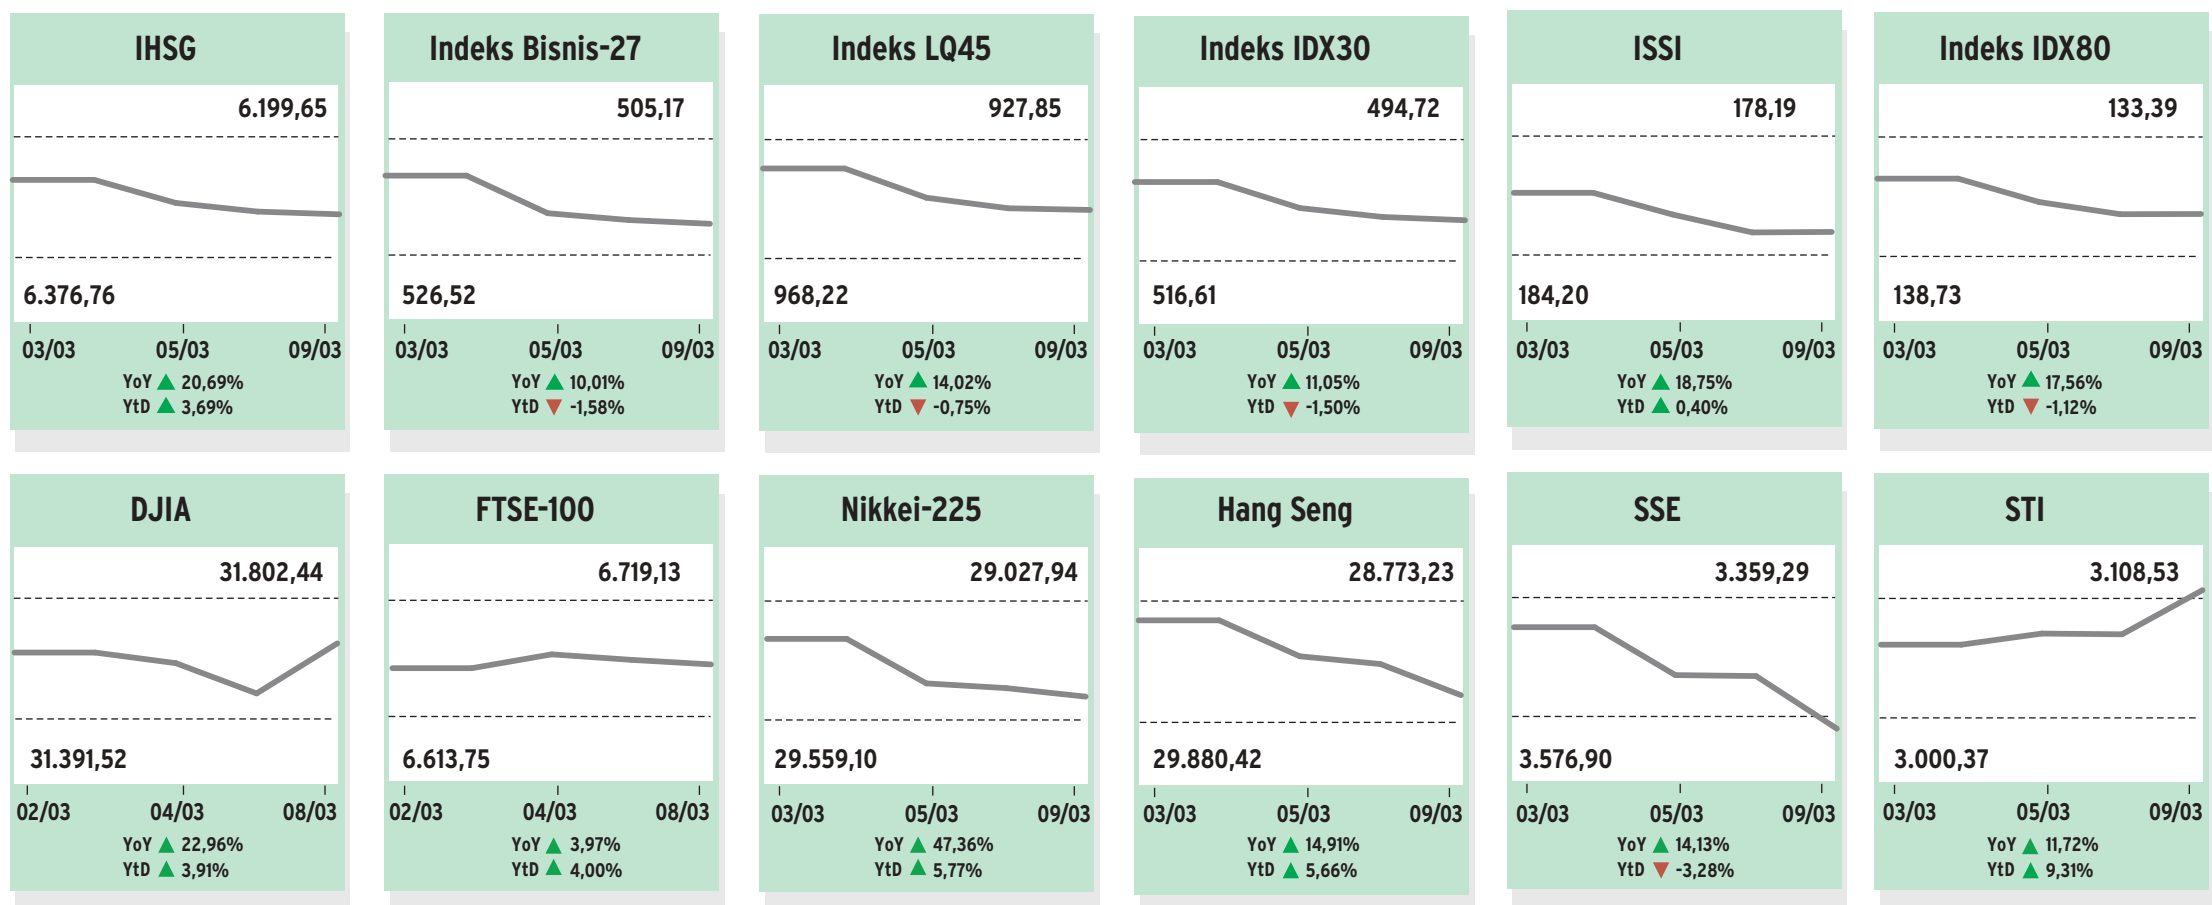 IHSG
6.199,65
6.376,76
03/03 05/03 09/03
YoY ▲ 20,69%
YtD ▲ 3,69%
Indeks Bisnis-27
505,17
526,52
03/03 05/03 09/03
YoY ▲ 10,01%
YtD ▼ -1,58%
Indeks LQ45
927,85
968,22
03/03 05/03 09/03
YoY ▲ 14,02%
YtD ▼ -0,75%
Indeks IDX30
494,72
516,61
03/03 05/03 09/03
YoY ▲ 11,05%
YtD ▼ -1,50%
ISSI
178,19
184,20
03/03 05/03 09/03
YoY ▲ 18,75%
YtD ▲ 0,40%
Indeks IDX80
133,39
138,73
03/03 05/03 09/03
YoY ▲ 17,56%
YtD ▼ -1,12%
DJIA
31.802,44
31.391,52
02/03 04/03 08/03
YoY ▲ 22,96%
YtD ▲ 3,91%
FTSE-100
6.719,13
6.613,75
02/03 04/03 08/03
YoY ▲ 3,97%
YtD ▲ 4,00%
Nikkei-225
29.027,94
29.559,10
03/03 05/03 09/03
YoY ▲ 47,36%
YtD ▲ 5,77%
Hang Seng
28.773,23
29.880,42
03/03 05/03 09/03
YoY ▲ 14,91%
YtD ▲ 5,66%
SSE
3.359,29
3.576,90
03/03 05/03 09/03
YoY ▲ 14,13%
YtD ▼ -3,28%
STI
3.108,53
3.000,37
03/03 05/03 09/03
YoY ▲ 11,72%
YtD ▲ 9,31%